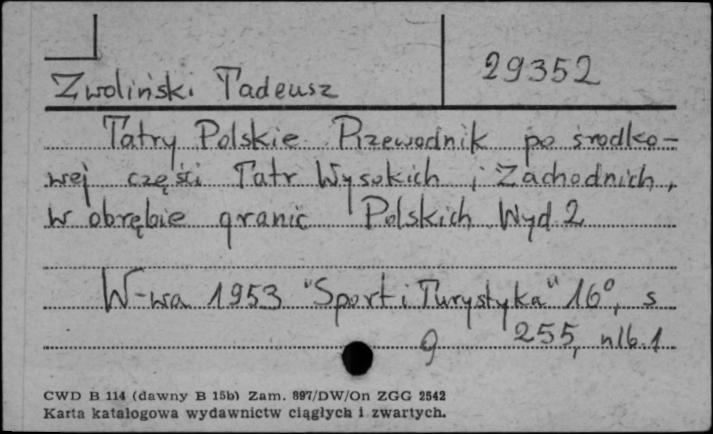 29352
Zwoliński Tadeusz
Tatry Polskie Przewodnik po środko-
wej części Tatr Wysokich i Zachodnich,
w obrębie granic Polskich Wyd. 2
W-wa 1953 "Sport i Turystyka" 16°, s
9 255, nlb. 1
CWD B 114 (dawny B 15b) Zam. 897/DW/On ZGG 2542
Karta katalogowa wydawnictw ciągłych i zwartych.